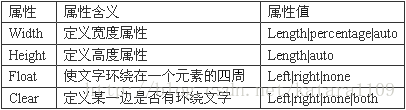 属性 属性含义 属性值
Width 定义宽度属性 Length|percentage|auto
Height 定义高度属性 Length|auto
Float 使文字环绕在一个元素的四周 Left|right|none
Clear 定义某一边是否有环绕文字 Left|right|none|both